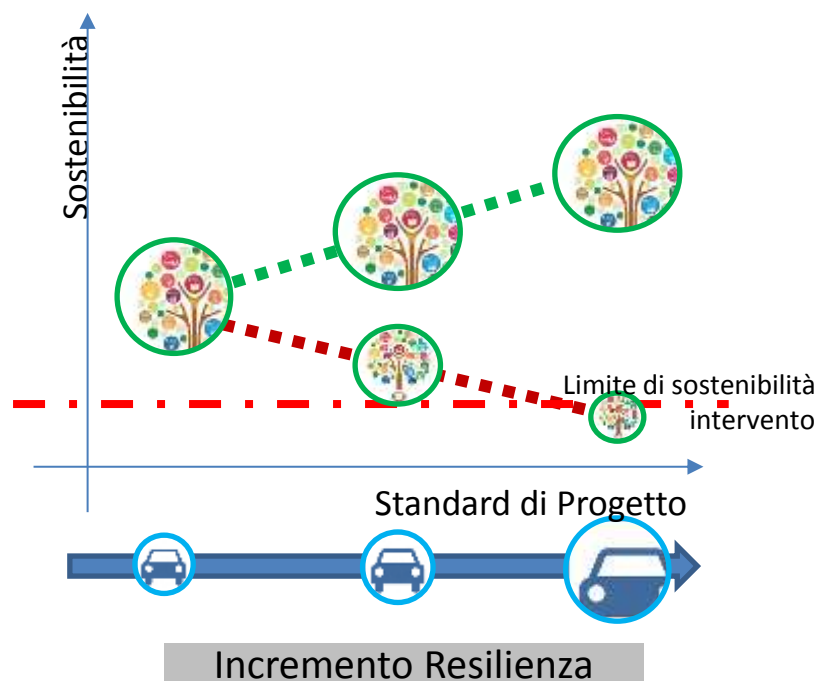 Sostenibilità
Limite di sostenibilità
intervento
Standard di Progetto
Incremento Resilienza